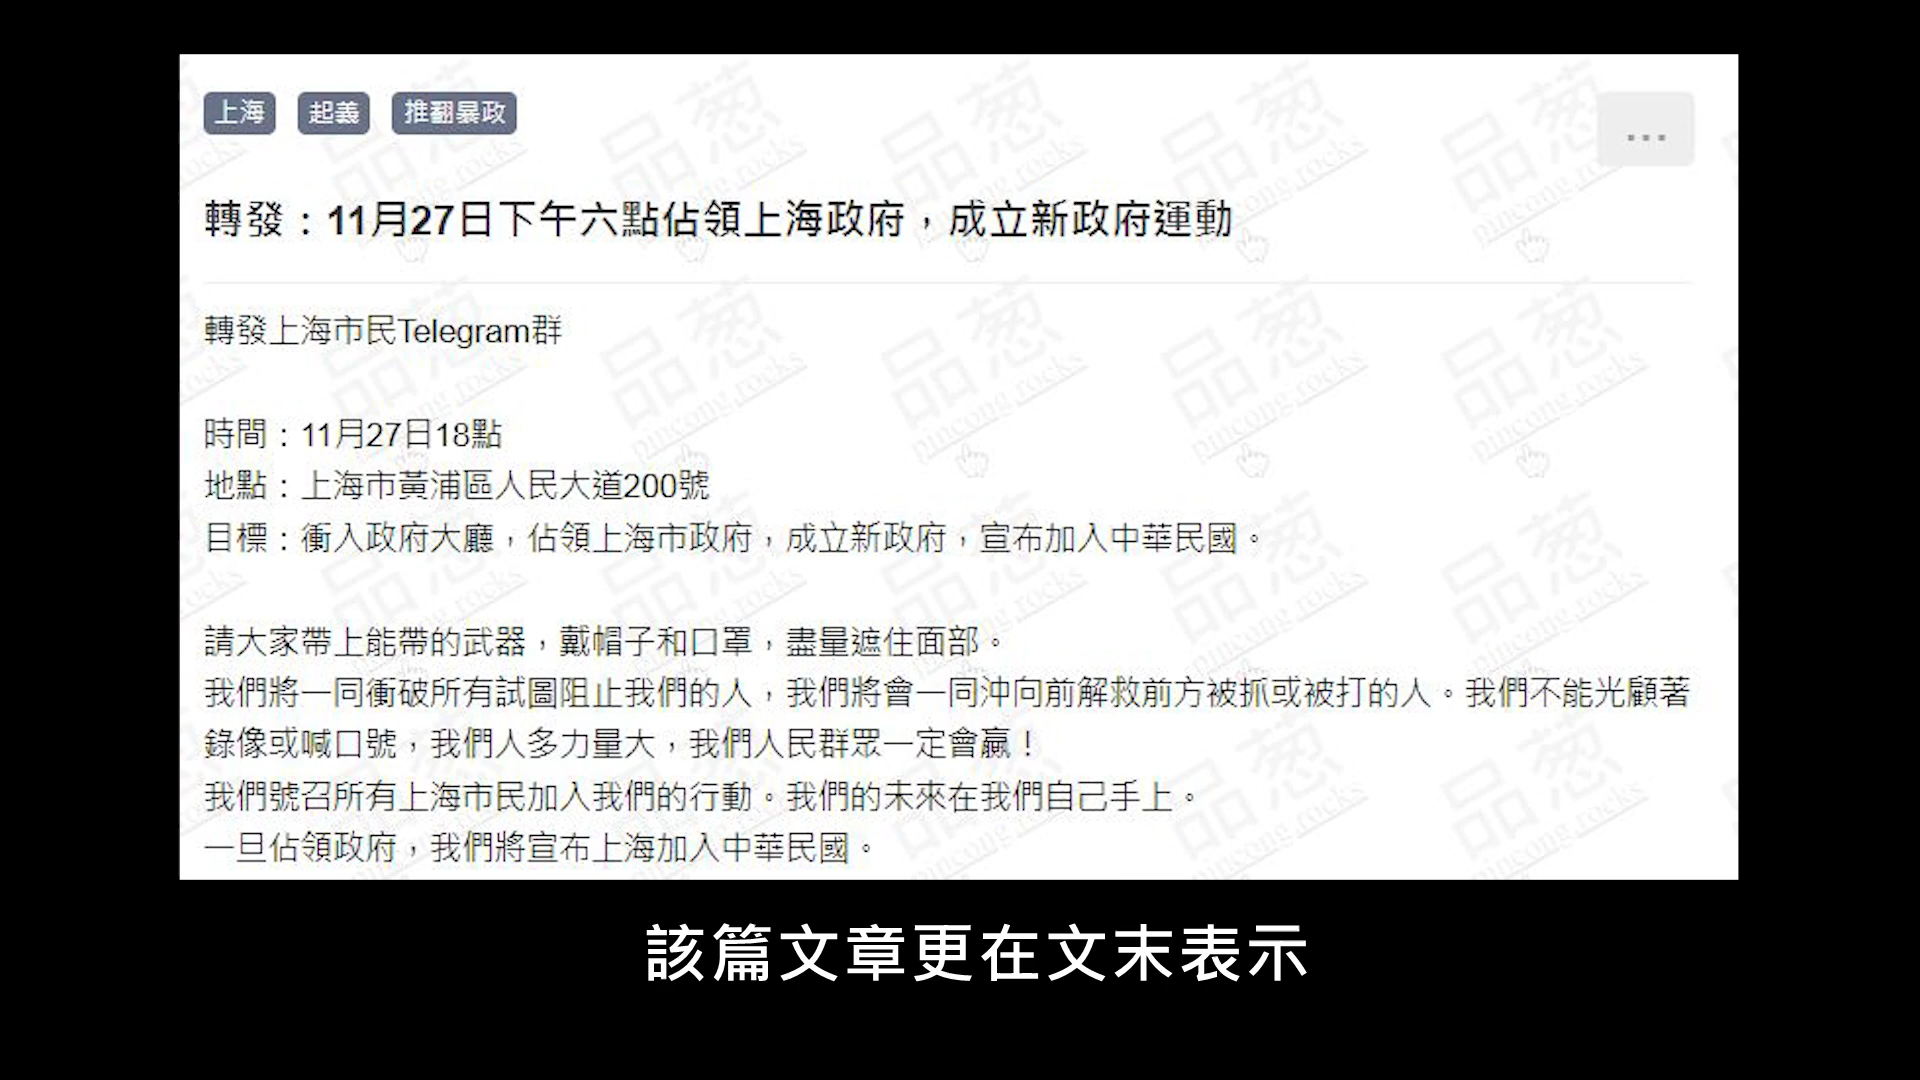 上海 起義 推翻暴政
...
轉發：11月27日下午六點佔領上海政府，成立新政府運動
轉發上海市民Telegram群
時間：11月27日18點
地點：上海市黃浦區人民大道200號
目標：衝入政府大廳，佔領上海市政府，成立新政府，宣布加入中華民國。
請大家帶上能帶的武器，戴帽子和口罩，盡量遮住面部。
我們將一同衝破所有試圖阻止我們的人，我們將會一同沖向前解救前方被抓或被打的人。我們不能光顧著
錄像或喊口號，我們人多力量大，我們人民群眾一定會贏！
我們號召所有上海市民加入我們的行動。我們的未來在我們自己手上。
一旦佔領政府，我們將宣布上海加入中華民國。
品葱
pincong.rocks
該篇文章更在文末表示